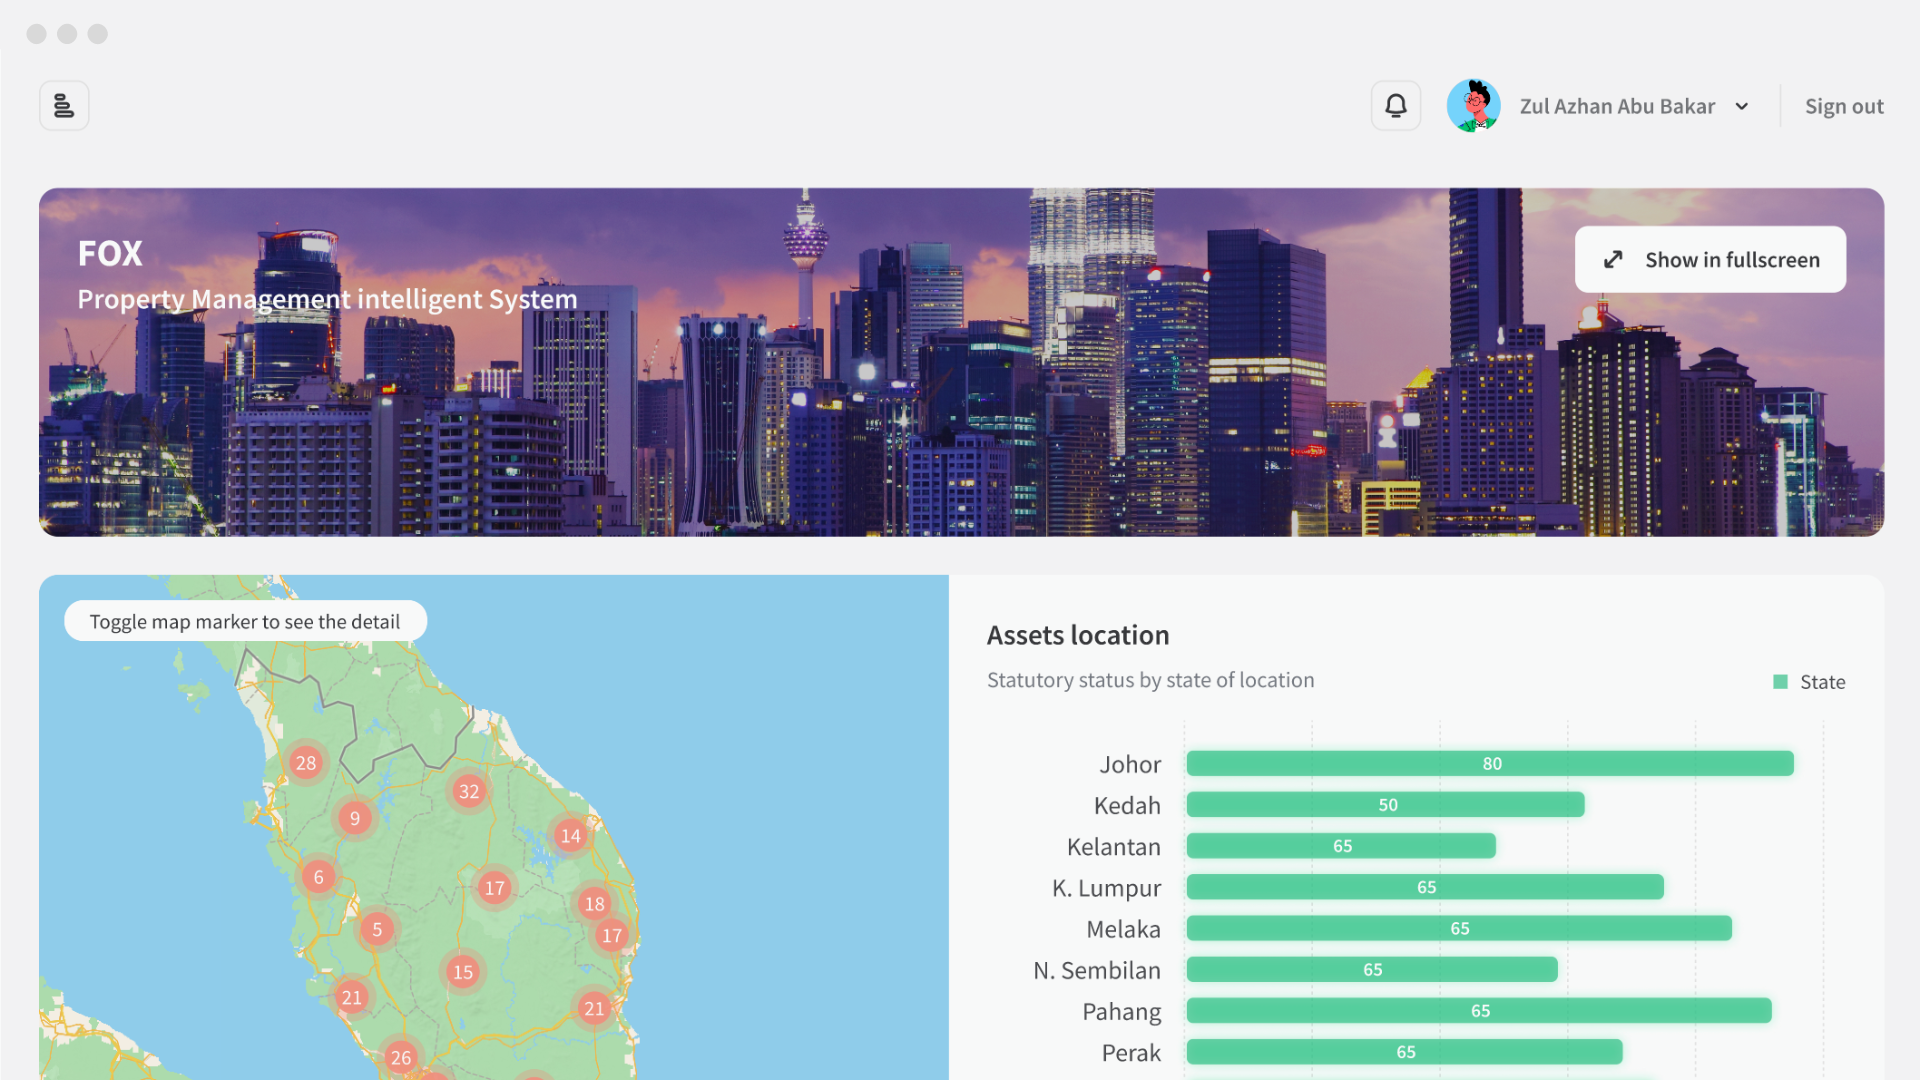 Zul Azhan Abu Bakar
Sign out
FOX
Property Management intelligent System
Show in fullscreen
Toggle map marker to see the detail
28
32
9
14
6
17
18
5
17
15
21
21
26
Assets location
Statutory status by state of location
State
Johor 80
Kedah 50
Kelantan 65
K. Lumpur 65
Melaka 65
N. Sembilan 65
Pahang 65
Perak 65